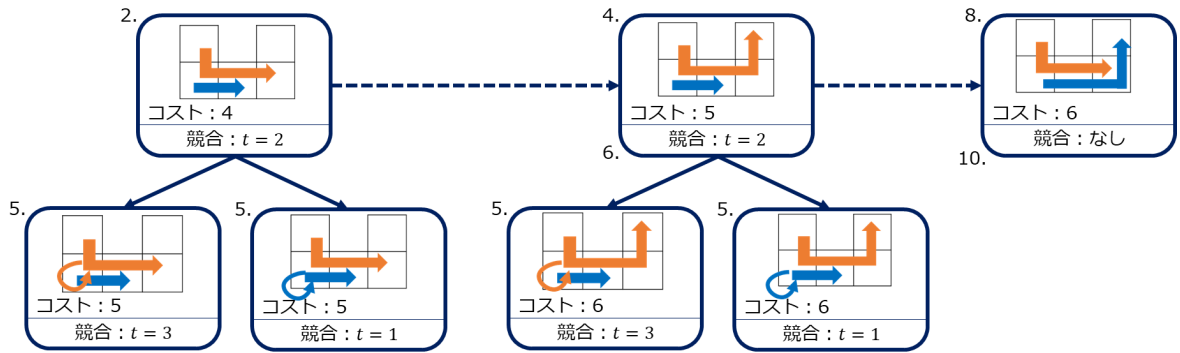 2.
コスト：4
競合：t = 2
4.
コスト：5
競合：t = 2
6.
8.
コスト：6
競合：なし
10.
5.
コスト：5
競合：t = 3
5.
コスト：5
競合：t = 1
5.
コスト：6
競合：t = 3
5.
コスト：6
競合：t = 1